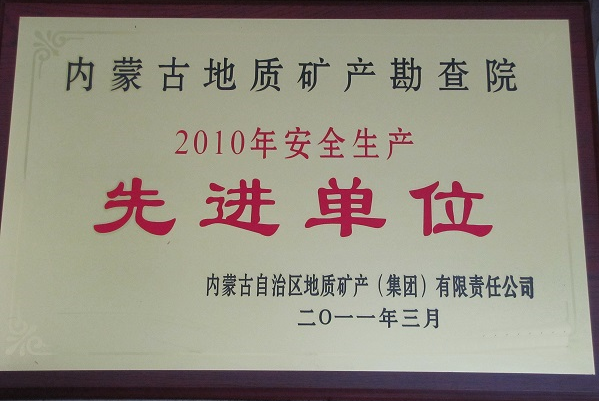 内蒙古地质矿产勘查院
2010年安全生产
先进单位
内蒙古自治区地质矿产（集团）有限责任公司
二〇一一年三月